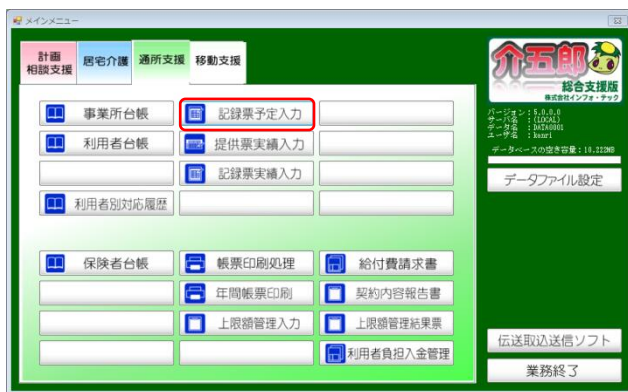 メインメニュー
計画
相談支援
居宅介護
通所支援
移動支援
介五郎
総合支援版
株式会社インフォ・テック
バージョン:5.0.0.0
サーバ名 :(LOCAL)
データ名 :DATA0001
ユーザ名 :kanri
データベースの空き容量:10.222MB
データファイル設定
事業所台帳
記録票予定入力
利用者台帳
提供票実績入力
記録票実績入力
利用者別対応履歴
保険者台帳
帳票印刷処理
給付費請求書
年間帳票印刷
契約内容報告書
上限額管理入力
上限額管理結果票
利用者負担入金管理
伝送取込送信ソフト
業務終了